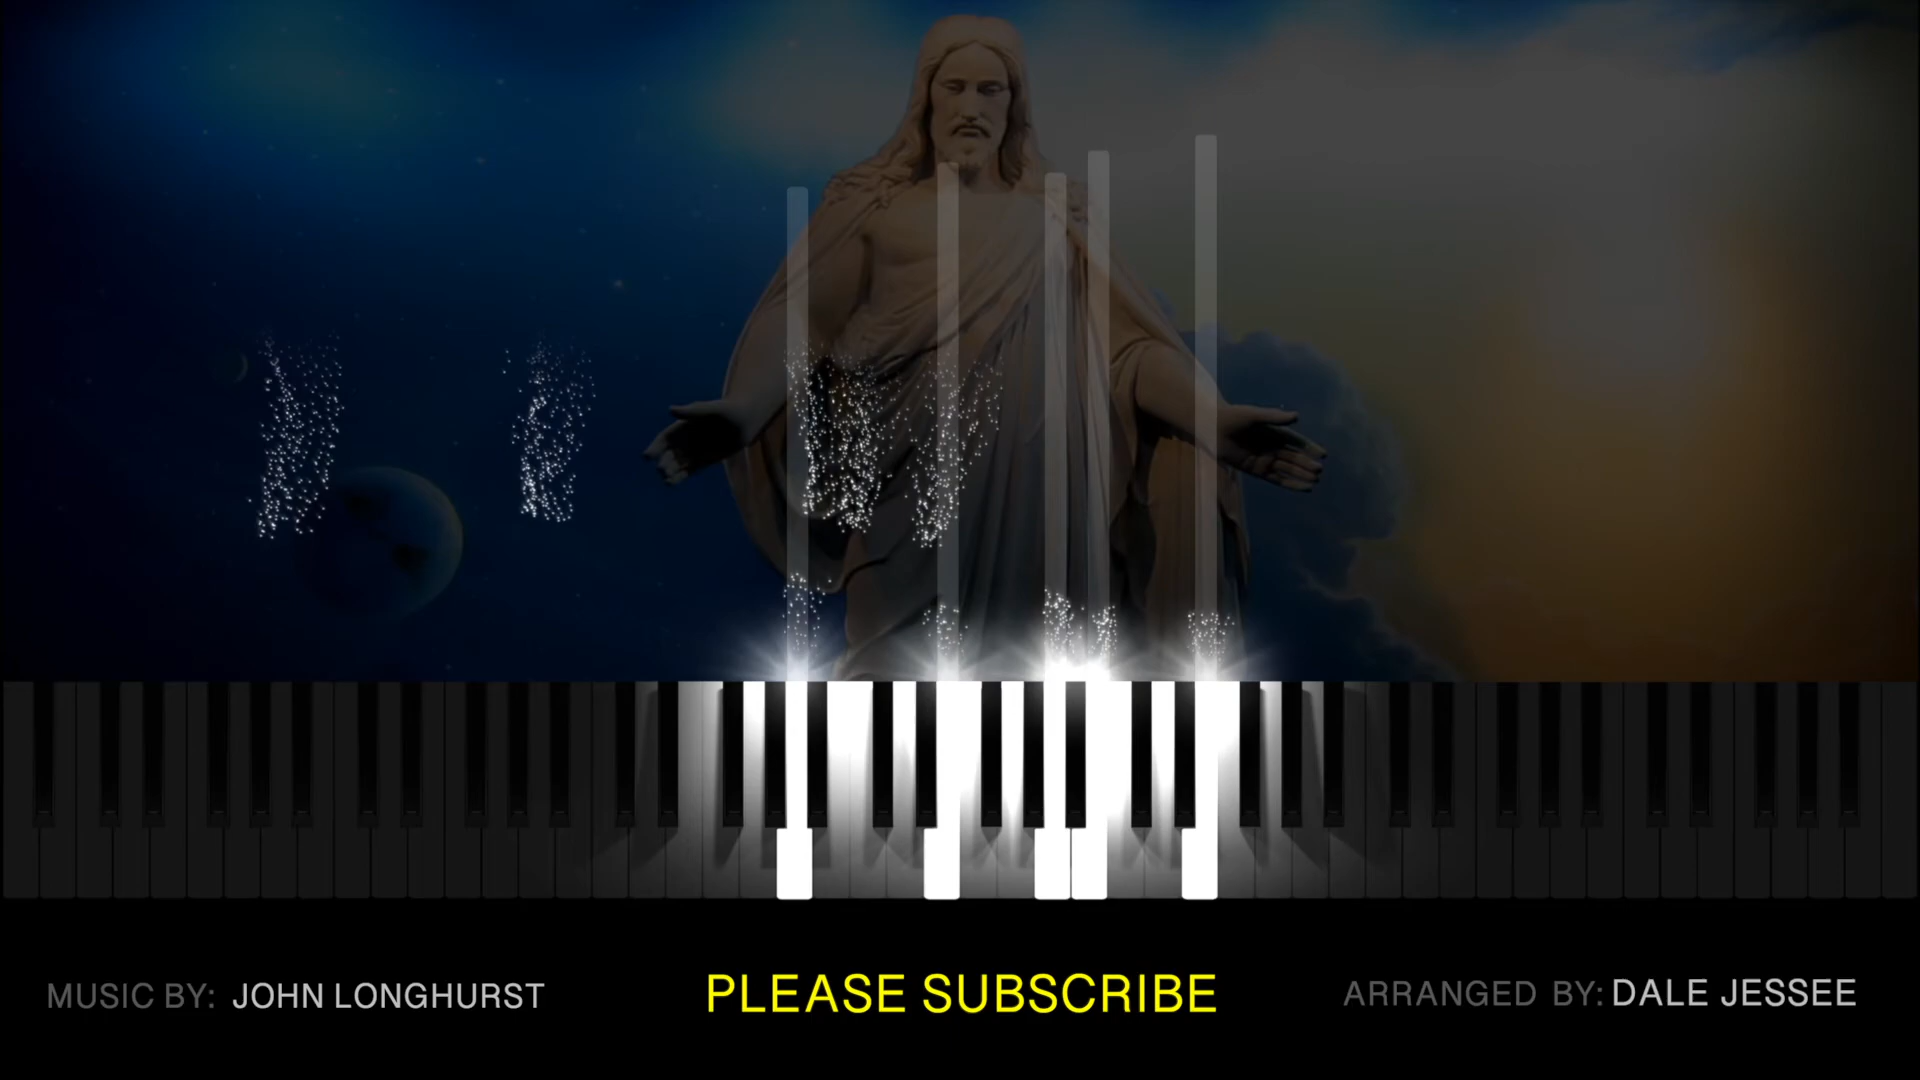 MUSIC BY: JOHN LONGHURST
PLEASE SUBSCRIBE
ARRANGED BY: DALE JESSEE